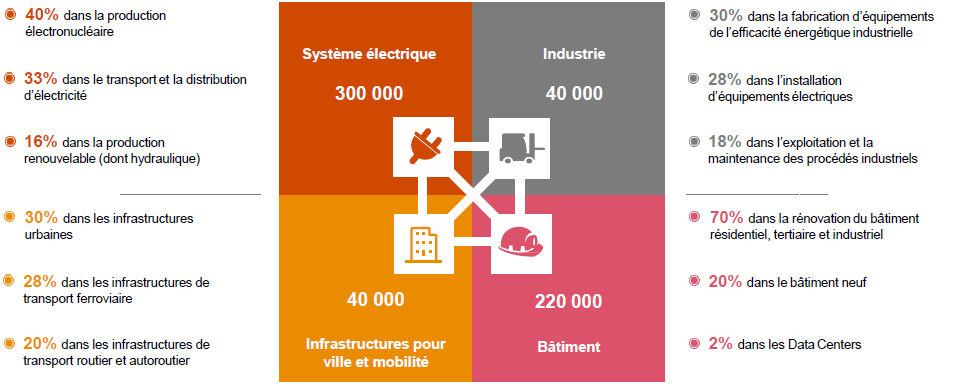 40% dans la production
électronucléaire
33% dans le transport et la distribution
d’électricité
16% dans la production
renouvelable (dont hydraulique)
Système électrique
300 000
Industrie
40 000
30% dans la fabrication d’équipements
de l’efficacité énergétique industrielle
28% dans l’installation
d’équipements électriques
18% dans l’exploitation et la
maintenance des procédés industriels
30% dans les infrastructures
urbaines
28% dans les infrastructures de
transport ferroviaire
20% dans les infrastructures de
transport routier et autoroutier
40 000
Infrastructures pour
ville et mobilité
220 000
Bâtiment
70% dans la rénovation du bâtiment
résidentiel, tertiaire et industriel
20% dans le bâtiment neuf
2% dans les Data Centers